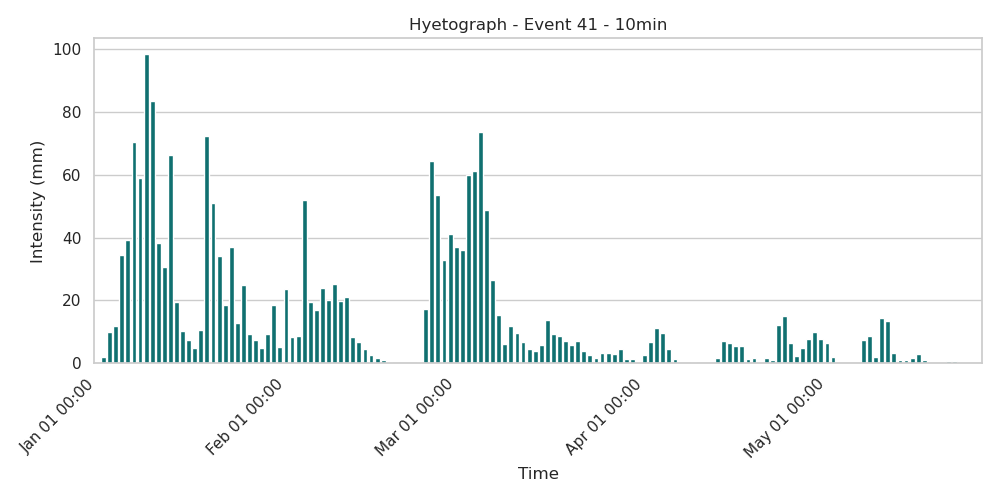 Hyetograph - Event 41 - 10min
Intensity (mm)
100
80
60
40
20
0
Jan 01 00:00
Feb 01 00:00
Mar 01 00:00
Apr 01 00:00
May 01 00:00
Time